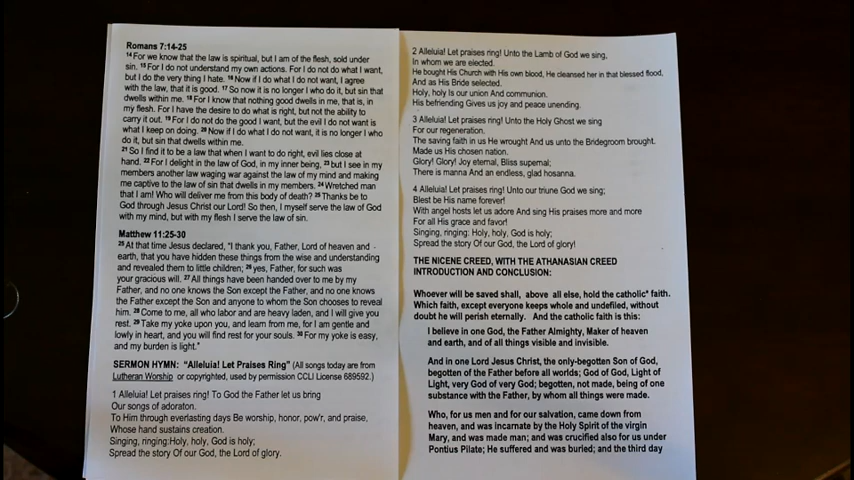 Romans 7:14-25
14 For we know that the law is spiritual, but I am of the flesh, sold under
sin. 15 For I do not understand my own actions. For I do not do what I want,
but I do the very thing I hate. 16 Now if I do what I do not want, I agree
with the law, that it is good. 17 So now it is no longer I who do it, but sin that
dwells within me. 18 For I know that nothing good dwells in me, that is, in
my flesh. For I have the desire to do what is right, but not the ability to
carry it out. 19 For I do not do the good I want, but the evil I do not want is
what I keep on doing. 20 Now if I do what I do not want, it is no longer I who
do it, but sin that dwells within me.
21 So I find it to be a law that when I want to do right, evil lies close at
hand. 22 For I delight in the law of God, in my inner being, 23 but I see in my
members another law waging war against the law of my mind and making
me captive to the law of sin that dwells in my members. 24 Wretched man
that I am! Who will deliver me from this body of death? 25 Thanks be to
God through Jesus Christ our Lord! So then, I myself serve the law of God
with my mind, but with my flesh I serve the law of sin.
Matthew 11:25-30
25 At that time Jesus declared, "I thank you, Father, Lord of heaven and
earth, that you have hidden these things from the wise and understanding
and revealed them to little children; 26 yes, Father, for such was
your gracious will. 27 All things have been handed over to me by my
Father, and no one knows the Son except the Father, and no one knows
the Father except the Son and anyone to whom the Son chooses to reveal
him. 28 Come to me, all who labor and are heavy laden, and I will give you
rest. 29 Take my yoke upon you, and learn from me, for I am gentle and
lowly in heart, and you will find rest for your souls. 30 For my yoke is easy,
and my burden is light."
SERMON HYMN: "Alleluia! Let Praises Ring" (All songs today are from
Lutheran Worship or copyrighted, used by permission CCLI License 689592.)
1 Alleluia! Let praises ring! To God the Father let us bring
Our songs of adoraton.
To Him through everlasting days Be worship, honor, pow'r, and praise,
Whose hand sustains creation.
Singing, ringing:Holy, holy, God is holy;
Spread the story Of our God, the Lord of glory.
2 Alleluia! Let praises ring! Unto the Lamb of God we sing,
In whom we are elected.
He bought His Church with His own blood, He cleansed her in that blessed flood,
And as His Bride selected.
Holy, holy Is our union And communion.
His befriending Gives us joy and peace unending.
3 Alleluia! Let praises ring! Unto the Holy Ghost we sing
For our regeneration.
The saving faith in us He wrought And us unto the Bridegroom brought.
Made us His chosen nation.
Glory! Glory! Joy eternal, Bliss supernal;
There is manna And an endless, glad hosanna.
4 Alleluia! Let praises ring! Unto our triune God we sing;
Blest be His name forever!
With angel hosts let us adore And sing His praises more and more
For all His grace and favor!
Singing, ringing: Holy, holy, God is holy;
Spread the story Of our God, the Lord of glory!
THE NICENE CREED, WITH THE ATHANASIAN CREED
INTRODUCTION AND CONCLUSION:
Whoever will be saved shall, above all else, hold the catholic* faith.
Which faith, except everyone keeps whole and undefiled, without
doubt he will perish eternally. And the catholic faith is this:
I believe in one God, the Father Almighty, Maker of heaven
and earth, and of all things visible and invisible.
And in one Lord Jesus Christ, the only-begotten Son of God,
begotten of the Father before all worlds; God of God, Light of
Light, very God of very God; begotten, not made, being of one
substance with the Father, by whom all things were made.
Who, for us men and for our salvation, came down from
heaven, and was incarnate by the Holy Spirit of the virgin
Mary, and was made man; and was crucified also for us under
Pontius Pilate; He suffered and was buried; and the third day